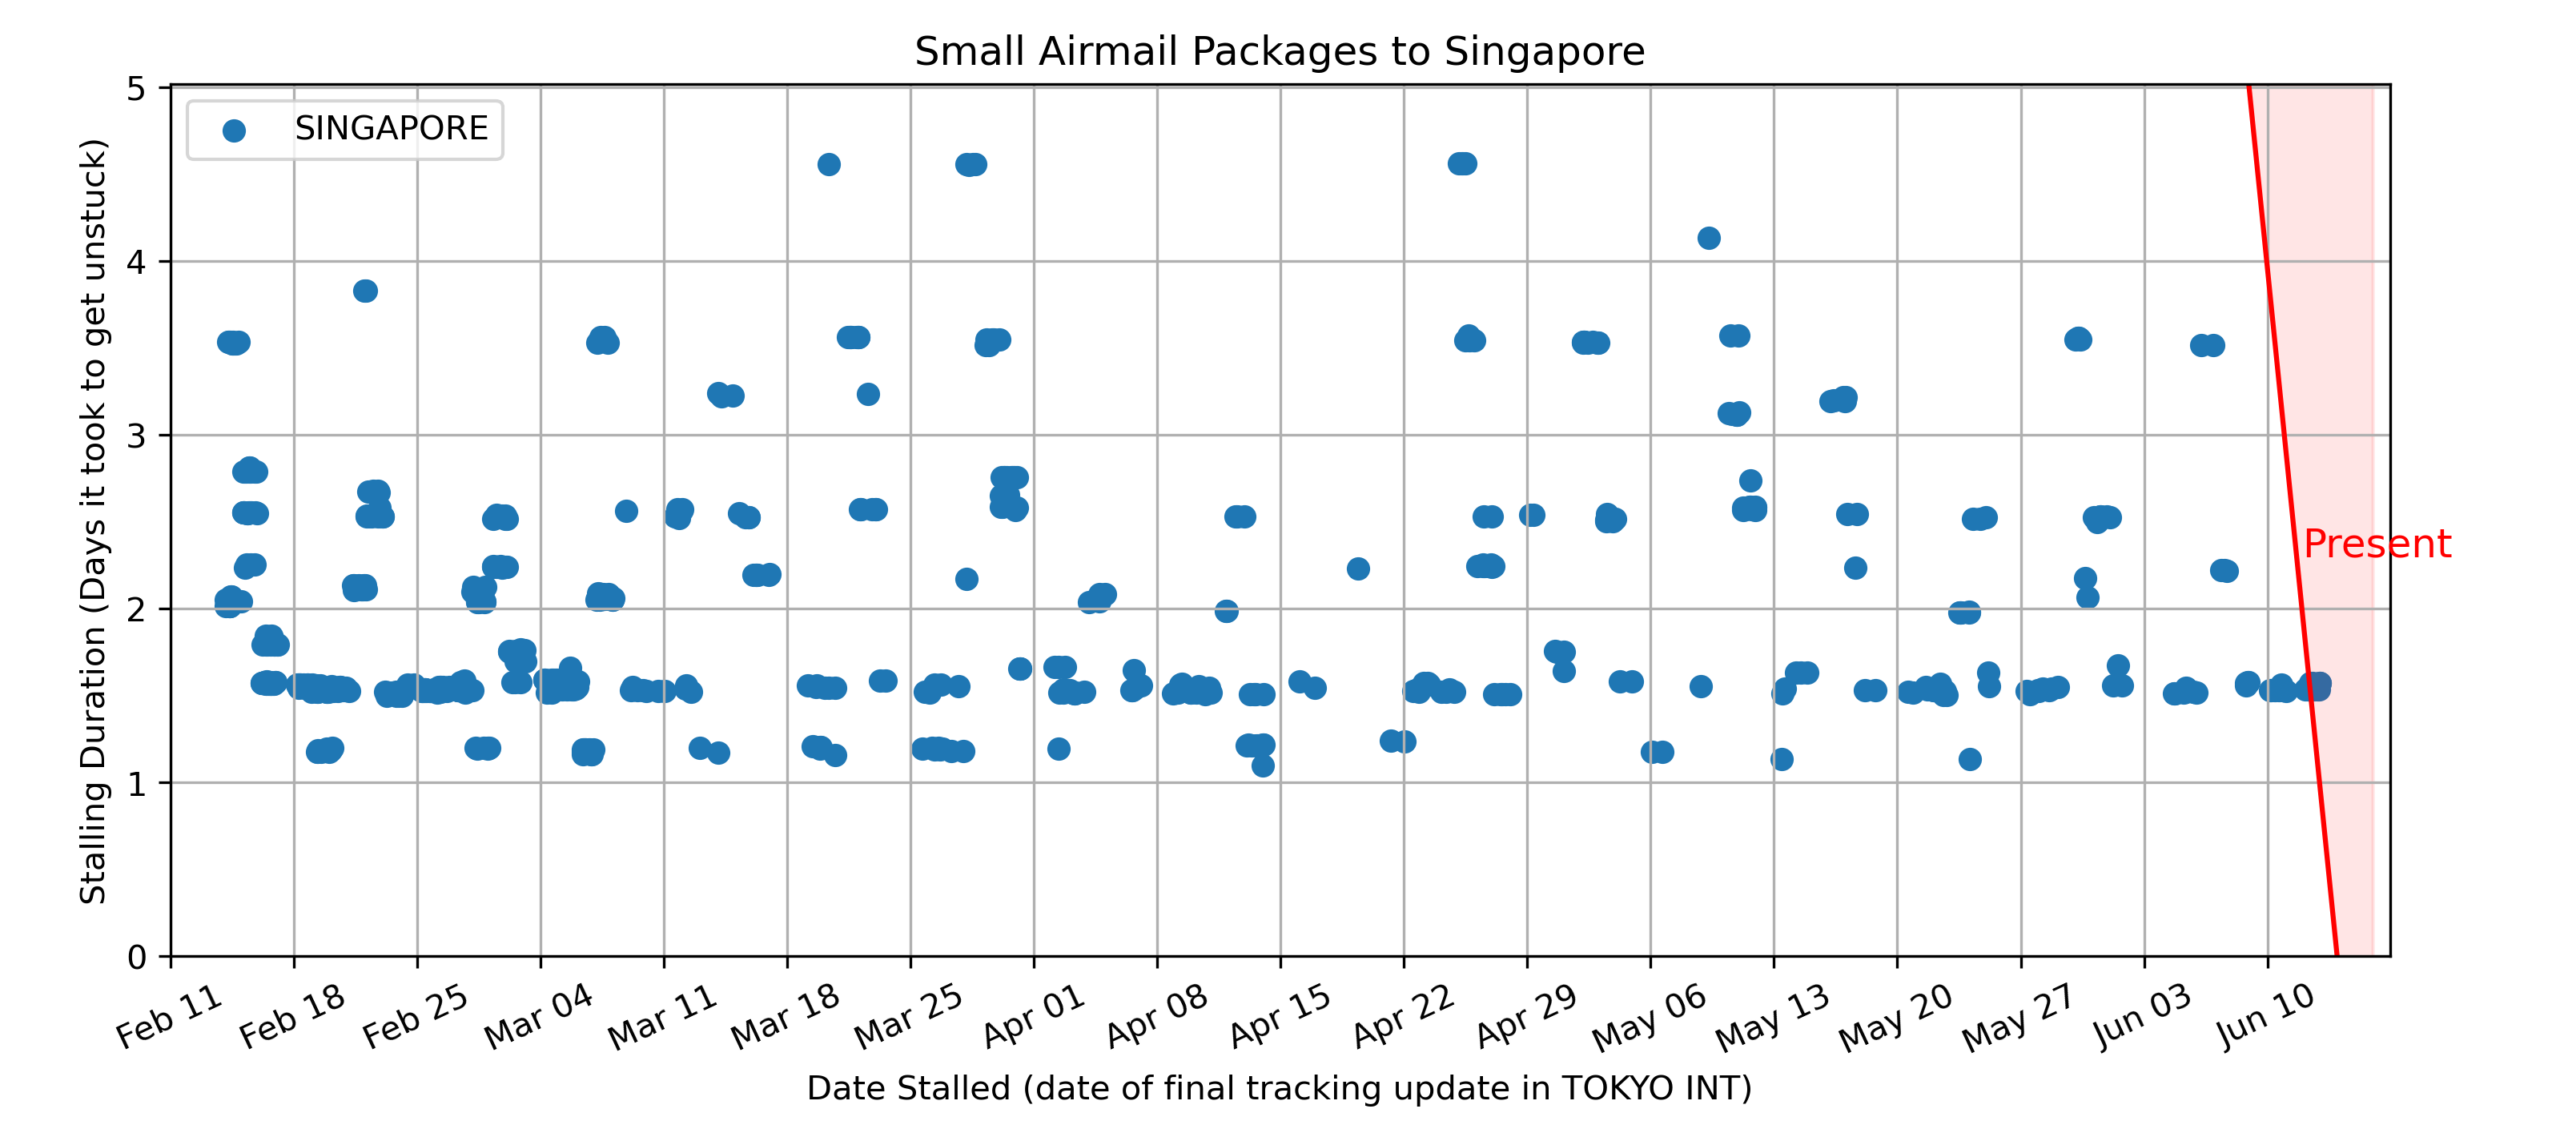 Small Airmail Packages to Singapore
SINGAPORE
Stalling Duration (Days it took to get unstuck)
5
4
3
2
1
0
Present
Feb 11
Feb 18
Feb 25
Mar 04
Mar 11
Mar 18
Mar 25
Apr 01
Apr 08
Apr 15
Apr 22
Apr 29
May 06
May 13
May 20
May 27
Jun 03
Jun 10
Date Stalled (date of final tracking update in TOKYO INT)